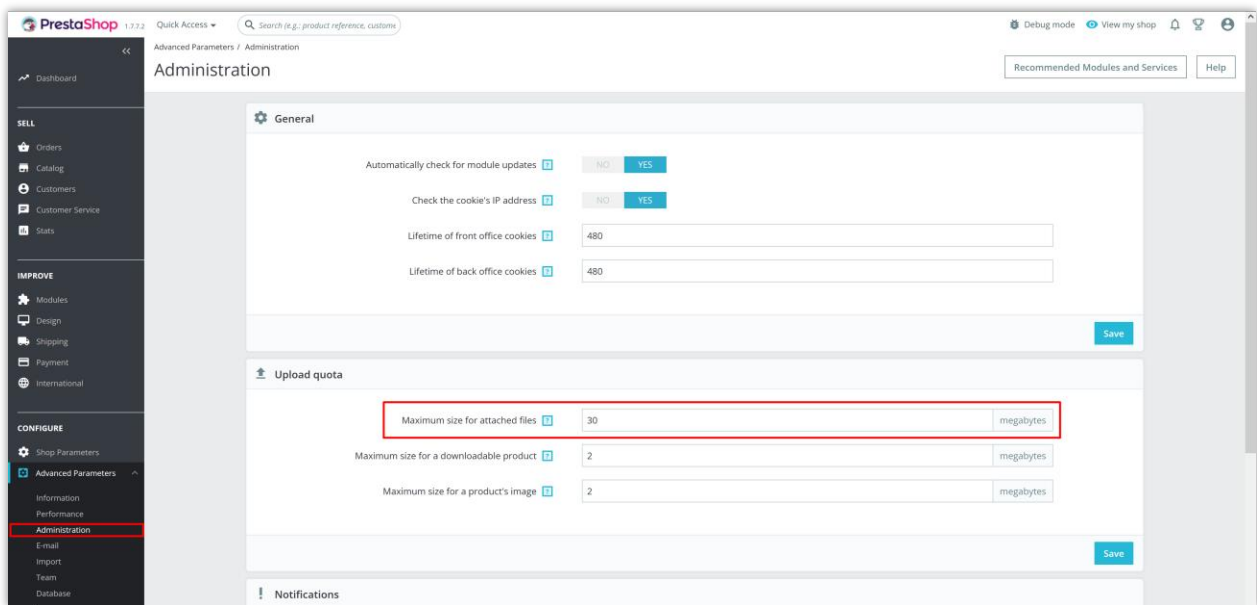 PrestaShop 1.7.7.2 Quick Access Search (e.g.: product reference, custome Debug mode View my shop
Advanced Parameters / Administration
Administration
Recommended Modules and Services Help
Dashboard
SELL
Orders
Catalog
Customers
Customer Service
Stats
IMPROVE
Modules
Design
Shipping
Payment
International
CONFIGURE
Shop Parameters
Advanced Parameters
Information
Performance
Administration
E-mail
Import
Team
Database
General
Automatically check for module updates ? NO YES
Check the cookie's IP address ? NO YES
Lifetime of front office cookies ? 480
Lifetime of back office cookies ? 480
Save
Upload quota
Maximum size for attached files ? 30 megabytes
Maximum size for a downloadable product ? 2 megabytes
Maximum size for a product's image ? 2 megabytes
Save
Notifications